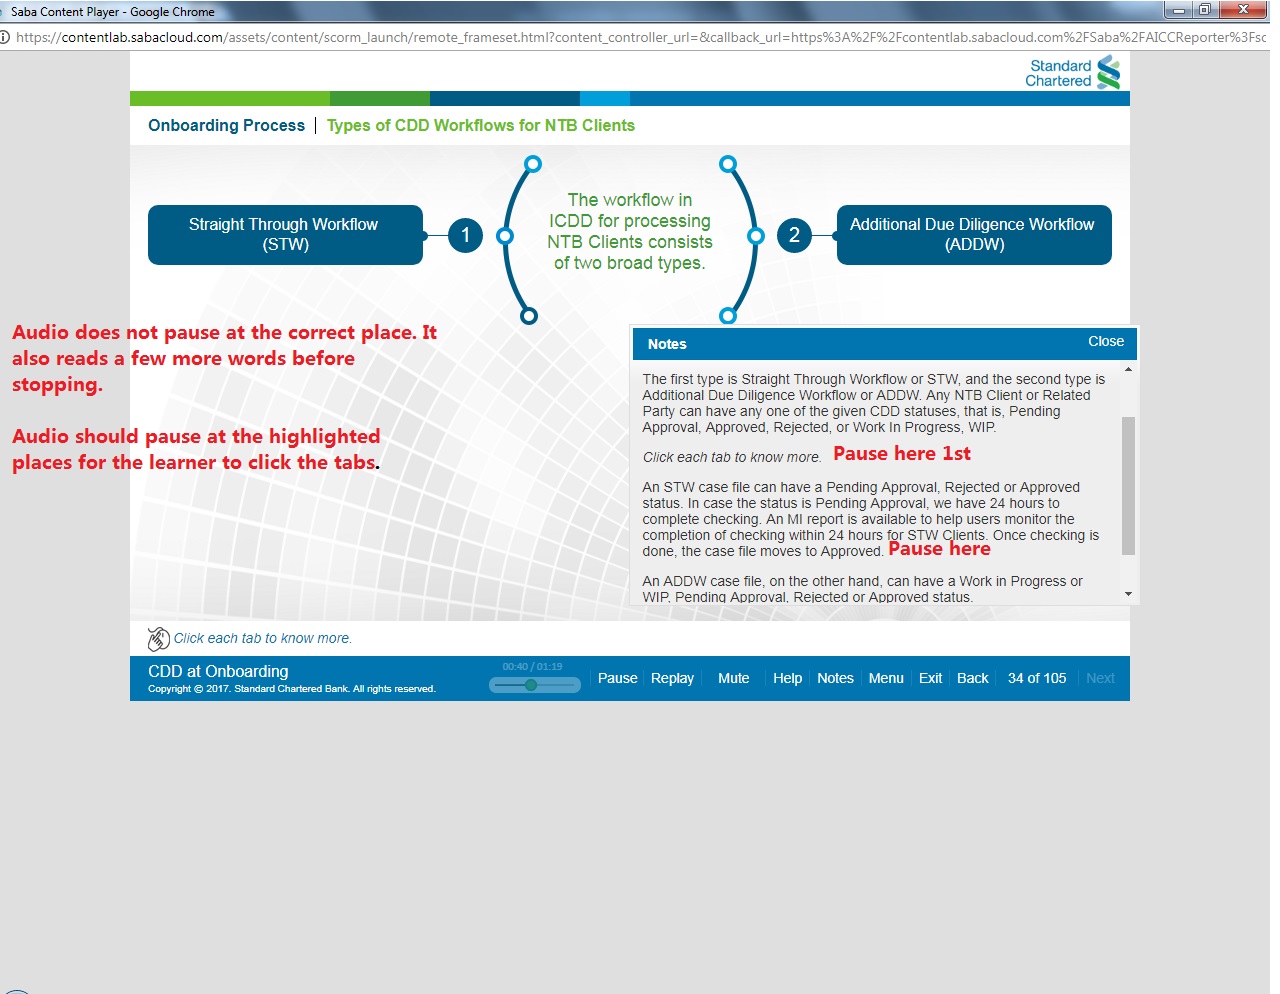 Saba Content Player - Google Chrome
https://contentlab.sabacloud.com/assets/content/scorm_launch/remote_frameset.html?content_controller_url=&callback_url=https%3A%2F%2Fcontentlab.sabacloud.com%2FSaba%2FAICCReporter%3Fsc
Standard
Chartered
Onboarding Process | Types of CDD Workflows for NTB Clients
Straight Through Workflow
(STW)
1
The workflow in
ICDD for processing
NTB Clients consists
of two broad types.
2
Additional Due Diligence Workflow
(ADDW)
Audio does not pause at the correct place. It
also reads a few more words before
stopping.
Audio should pause at the highlighted
places for the learner to click the tabs.
Notes
Close
The first type is Straight Through Workflow or STW, and the second type is
Additional Due Diligence Workflow or ADDW. Any NTB Client or Related
Party can have any one of the given CDD statuses, that is, Pending
Approval, Approved, Rejected, or Work In Progress, WIP.
Click each tab to know more. Pause here 1st
An STW case file can have a Pending Approval, Rejected or Approved
status. In case the status is Pending Approval, we have 24 hours to
complete checking. An MI report is available to help users monitor the
completion of checking within 24 hours for STW Clients. Once checking is
done, the case file moves to Approved. Pause here
An ADDW case file, on the other hand, can have a Work in Progress or
WIP, Pending Approval, Rejected or Approved status.
Click each tab to know more.
CDD at Onboarding
Copyright © 2017. Standard Chartered Bank. All rights reserved.
00:40 / 01:19
Pause Replay Mute Help Notes Menu Exit Back 34 of 105 Next